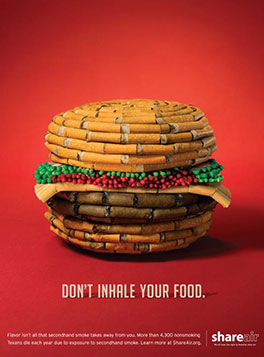 DON'T INHALE YOUR FOOD.
Flavor isn't all that secondhand smoke takes away from you. More than 4,300 nonsmoking
Texans die each year due to exposure to secondhand smoke. Learn more at ShareAir.org.
shareair